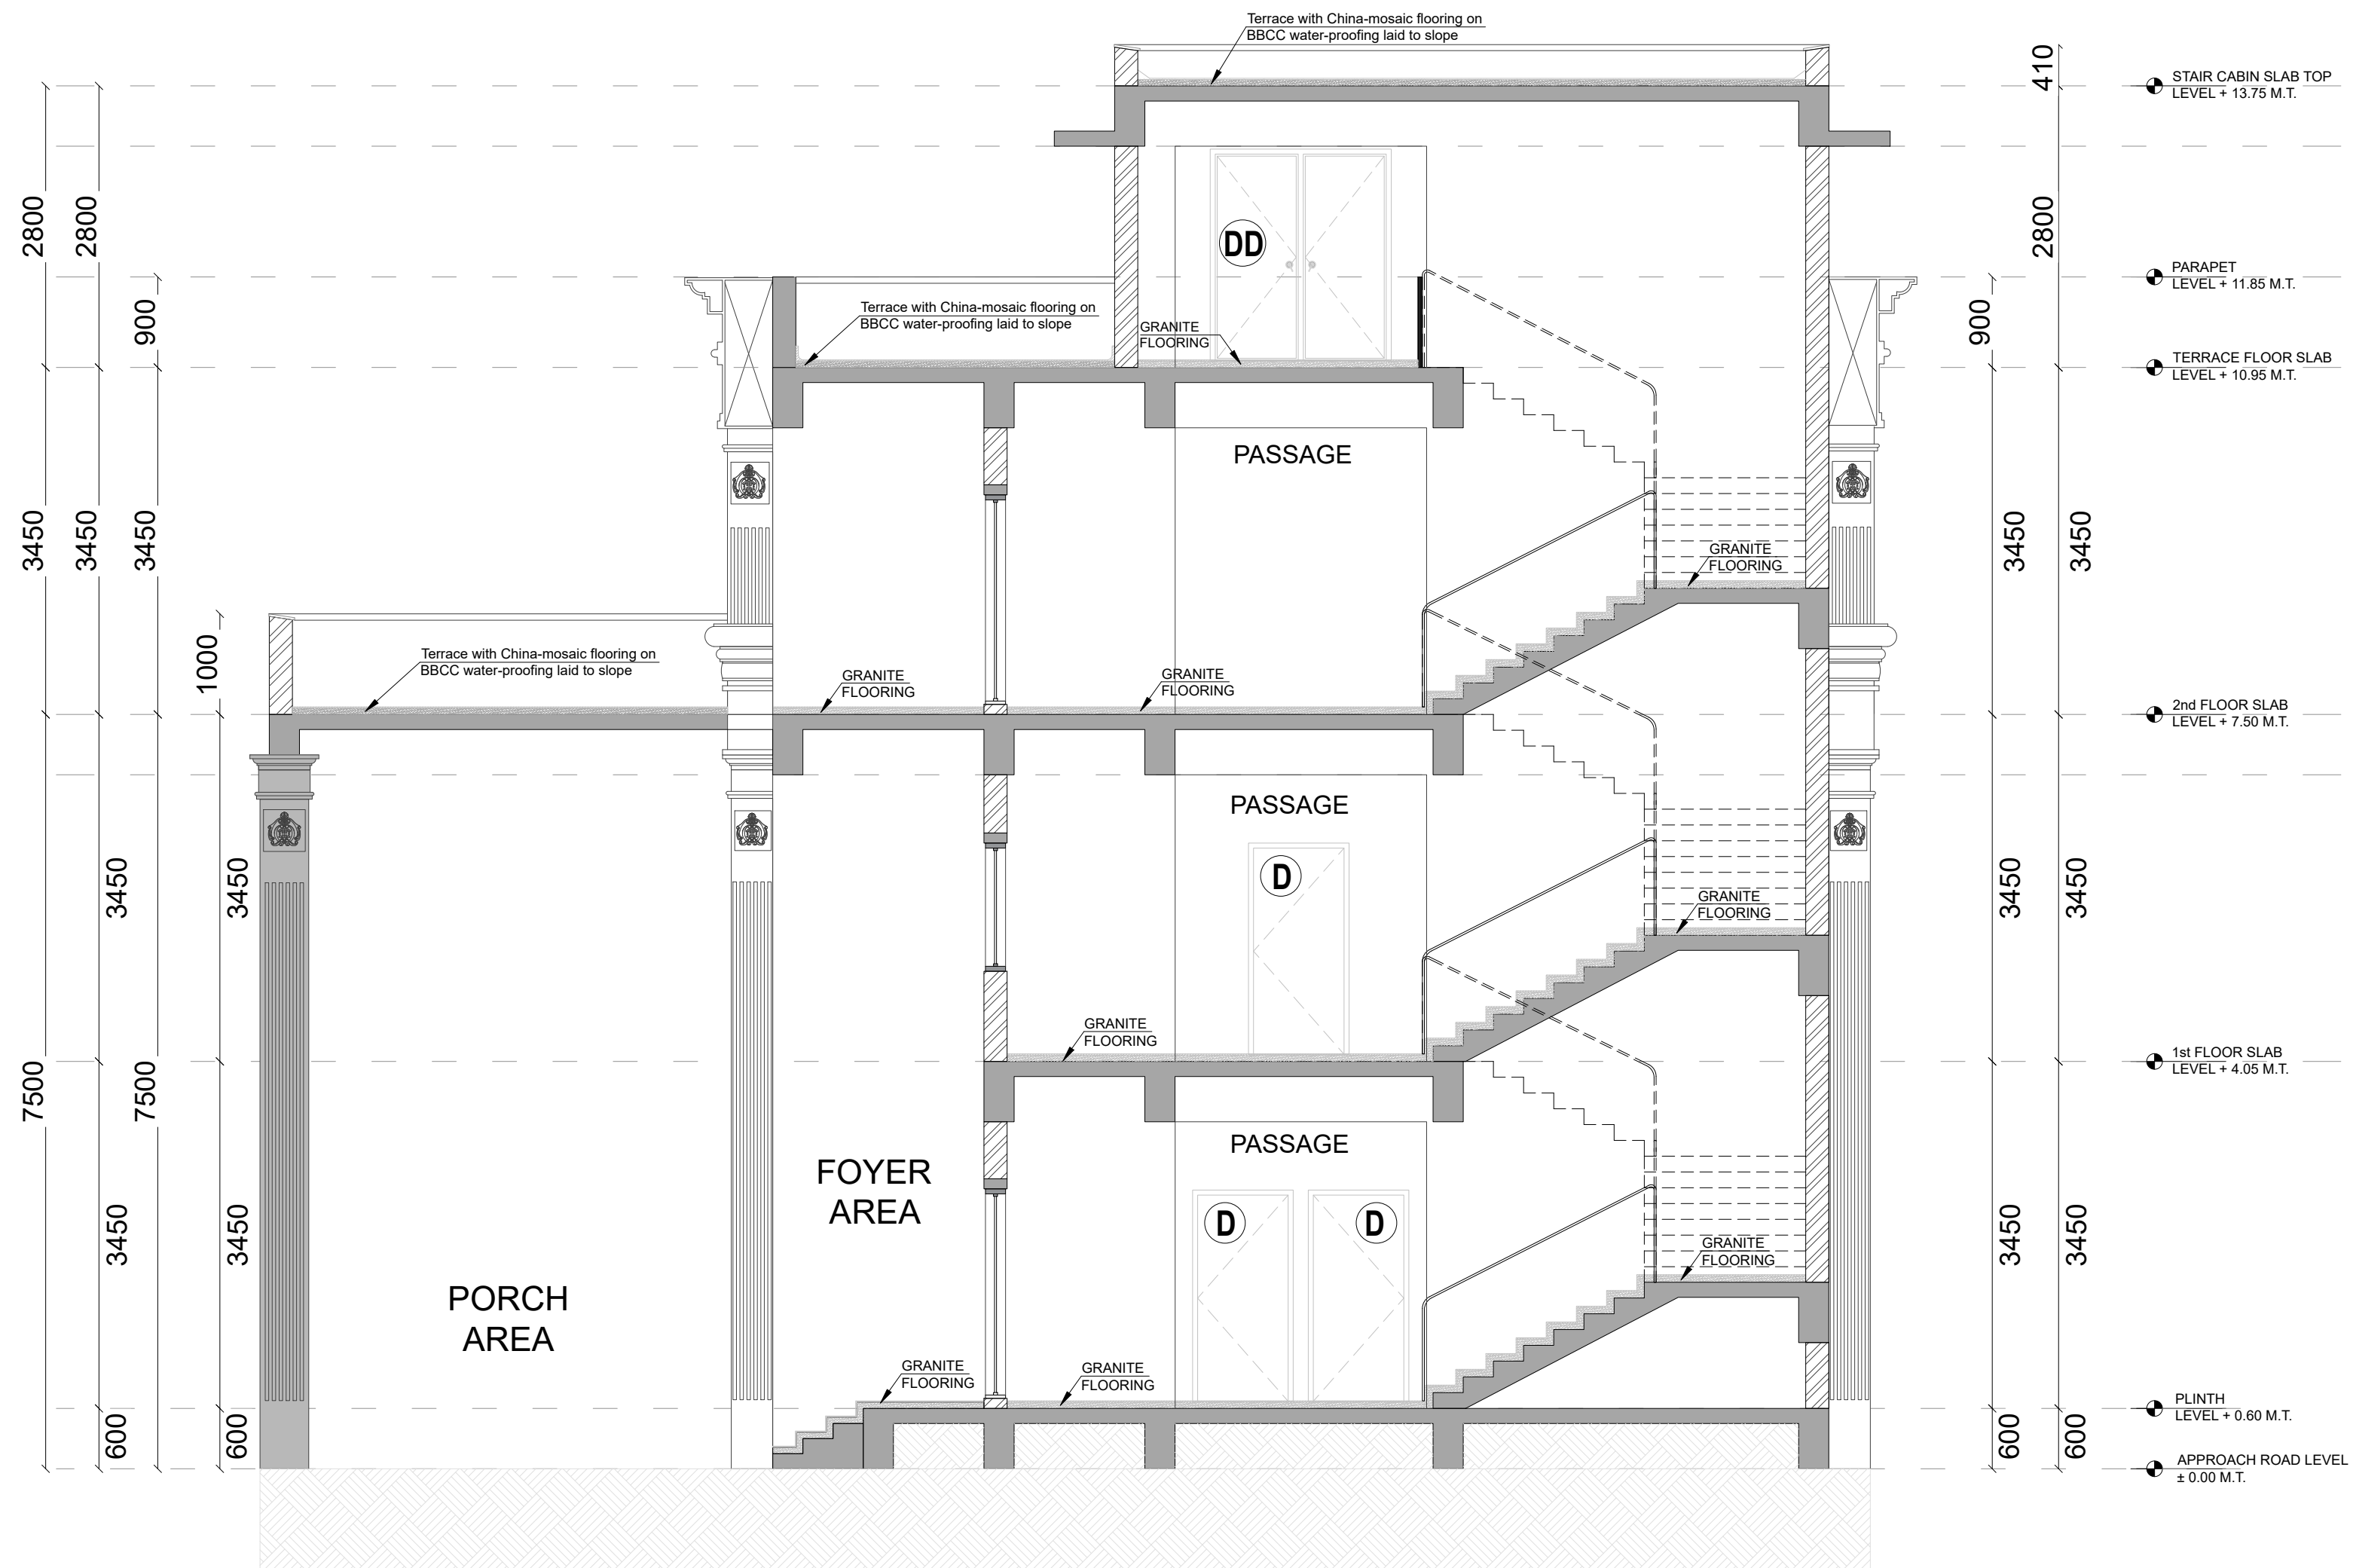 Terrace with China-mosaic flooring on
BBCC water-proofing laid to slope
410
STAIR CABIN SLAB TOP
LEVEL + 13.75 M.T.
2800
2800
2800
DD
PARAPET
LEVEL + 11.85 M.T.
900
900
Terrace with China-mosaic flooring on
BBCC water-proofing laid to slope
GRANITE
FLOORING
TERRACE FLOOR SLAB
LEVEL + 10.95 M.T.
PASSAGE
3450
3450
3450
3450
3450
GRANITE
FLOORING
1000
Terrace with China-mosaic flooring on
BBCC water-proofing laid to slope
GRANITE
FLOORING
GRANITE
FLOORING
2nd FLOOR SLAB
LEVEL + 7.50 M.T.
PASSAGE
D
3450
3450
3450
3450
GRANITE
FLOORING
GRANITE
FLOORING
1st FLOOR SLAB
LEVEL + 4.05 M.T.
7500
7500
PASSAGE
FOYER
AREA
D
D
3450
3450
3450
3450
GRANITE
FLOORING
PORCH
AREA
GRANITE
FLOORING
GRANITE
FLOORING
PLINTH
LEVEL + 0.60 M.T.
600
600
600
600
APPROACH ROAD LEVEL
± 0.00 M.T.